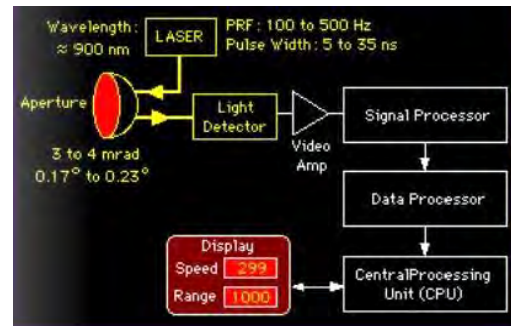 Wavelength:
≈ 900 nm
LASER
PRF: 100 to 500 Hz
Pulse Width: 5 to 35 ns
Aperture
3 to 4 mrad
0.17° to 0.23°
Light
Detector
Video
Amp
Signal Processor
Data Processor
CentralProcessing
Unit (CPU)
Display
Speed 299
Range 1000